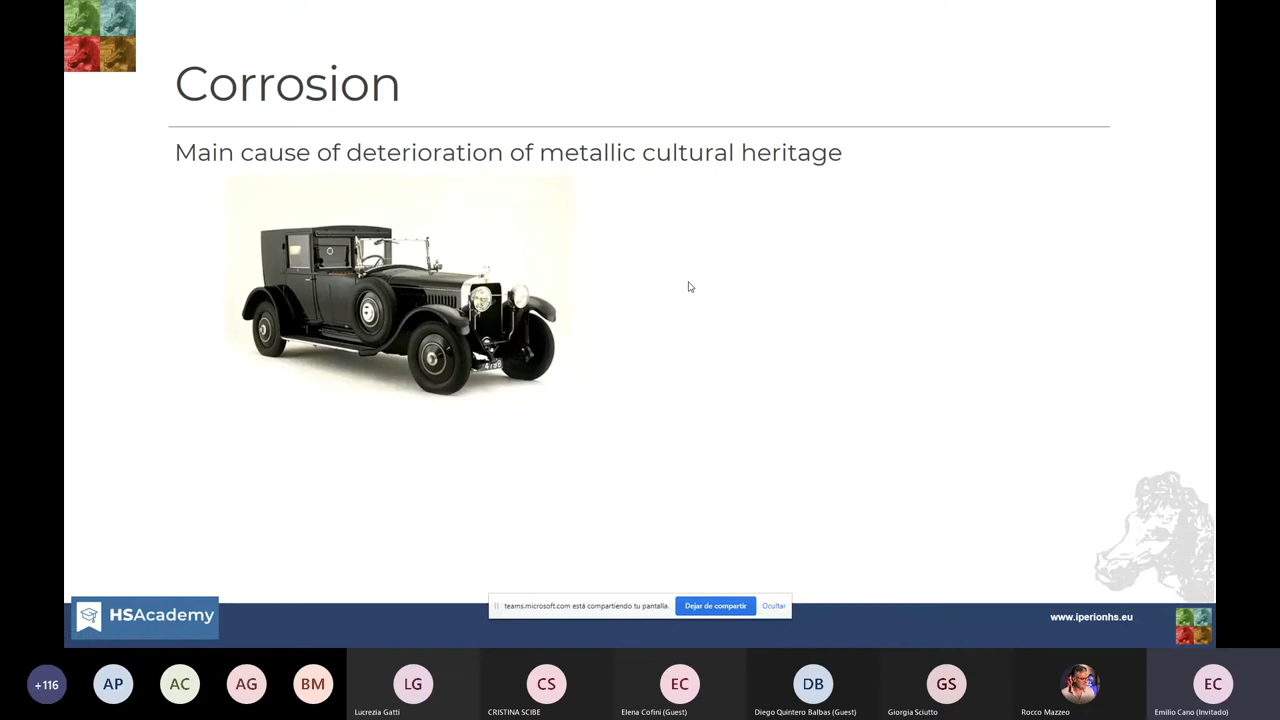 Corrosion
Main cause of deterioration of metallic cultural heritage
HSAcademy
teams.microsoft.com está compartiendo tu pantalla.
Dejar de compartir
Ocultar
www.iperionhs.eu
+116
AP
AC
AG
BM
LG
CS
EC
DB
GS
EC
Lucrezia Gatti
CRISTINA SCIBE
Elena Cofini (Guest)
Diego Quintero Balbas (Guest)
Giorgia Sciutto
Rocco Mazzeo
Emilio Cano (Invitado)